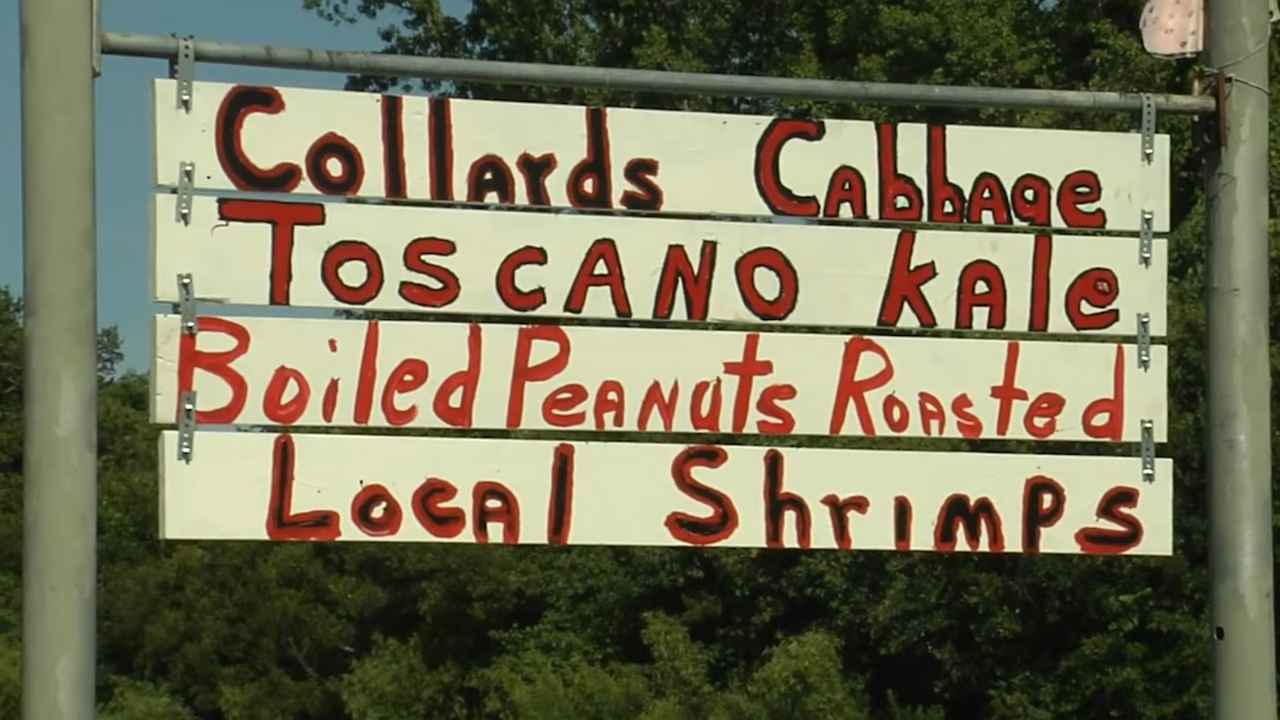 Collards Cabbage
Toscano kale
Boiled Peanuts Roasted
Local Shrimps